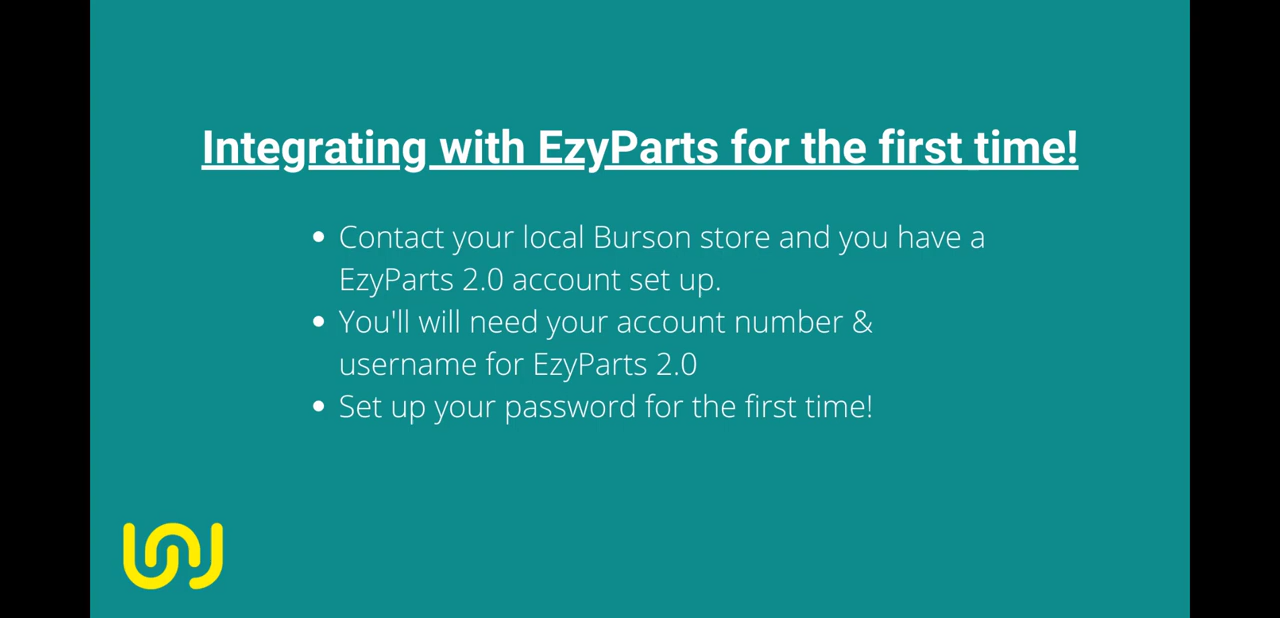 Integrating with EzyParts for the first time!
• Contact your local Burson store and you have a
EzyParts 2.0 account set up.
• You'll will need your account number &
username for EzyParts 2.0
• Set up your password for the first time!